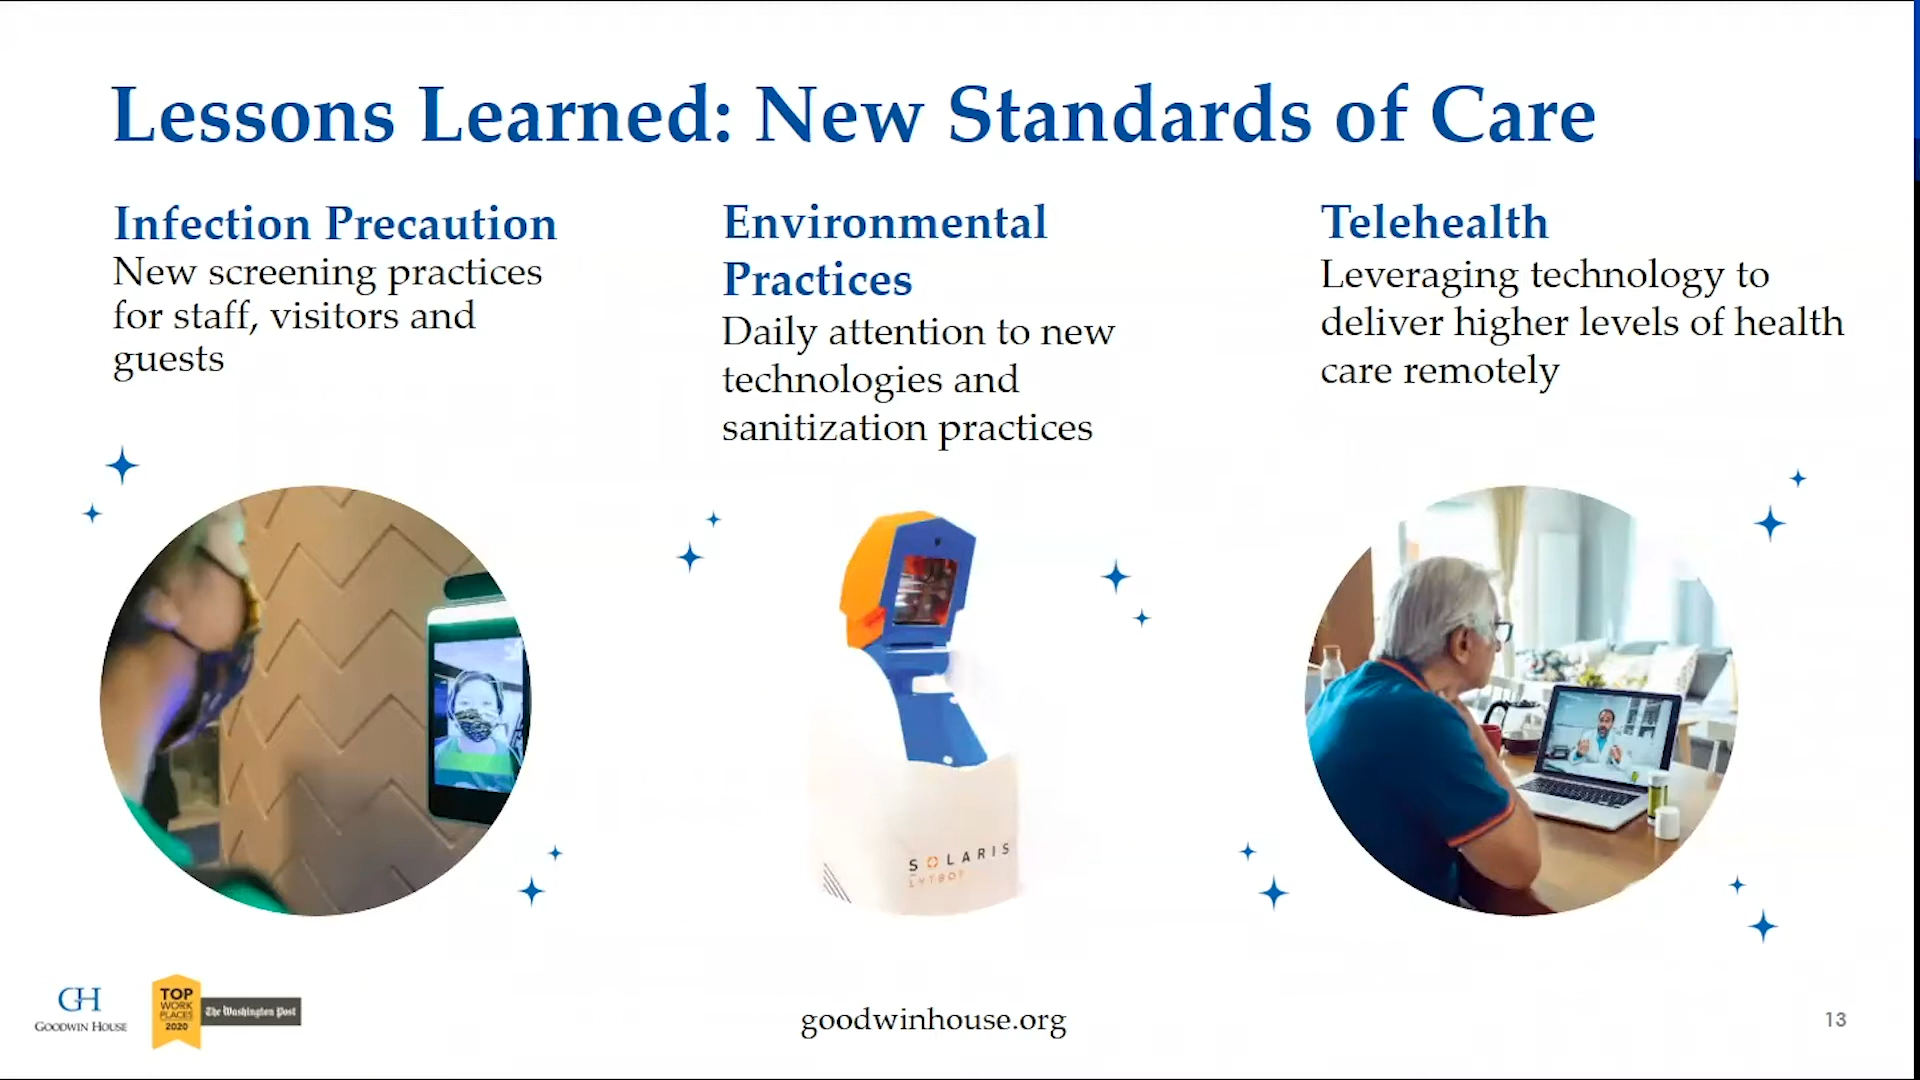 Lessons Learned: New Standards of Care
Infection Precaution
New screening practices
for staff, visitors and
guests
Environmental
Practices
Daily attention to new
technologies and
sanitization practices
Telehealth
Leveraging technology to
deliver higher levels of health
care remotely
SOLARIS
LYTBOT
GH
GOODWIN HOUSE
TOP
WORK
PLACES
2020
The Washington Post
goodwinhouse.org
13